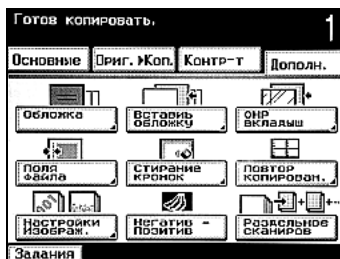 Готов копировать. 1
Основные Ориг.►Коп. Контр-т Дополн.
Обложка Вставить обложку OHP вкладыш
Поля файла Стирание кромок Повтор копирован.
Настройки Изображ. Негатив - Позитив Раздельное сканиров
Задания